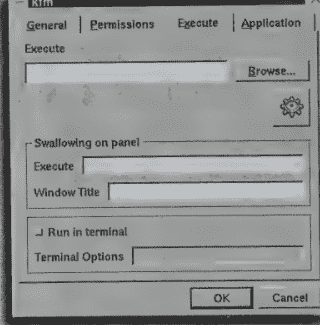 kfm
General Permissions Execute Application
Execute
Browse...
Swallowing on panel
Execute
Window Title
Run in terminal
Terminal Options
OK Cancel